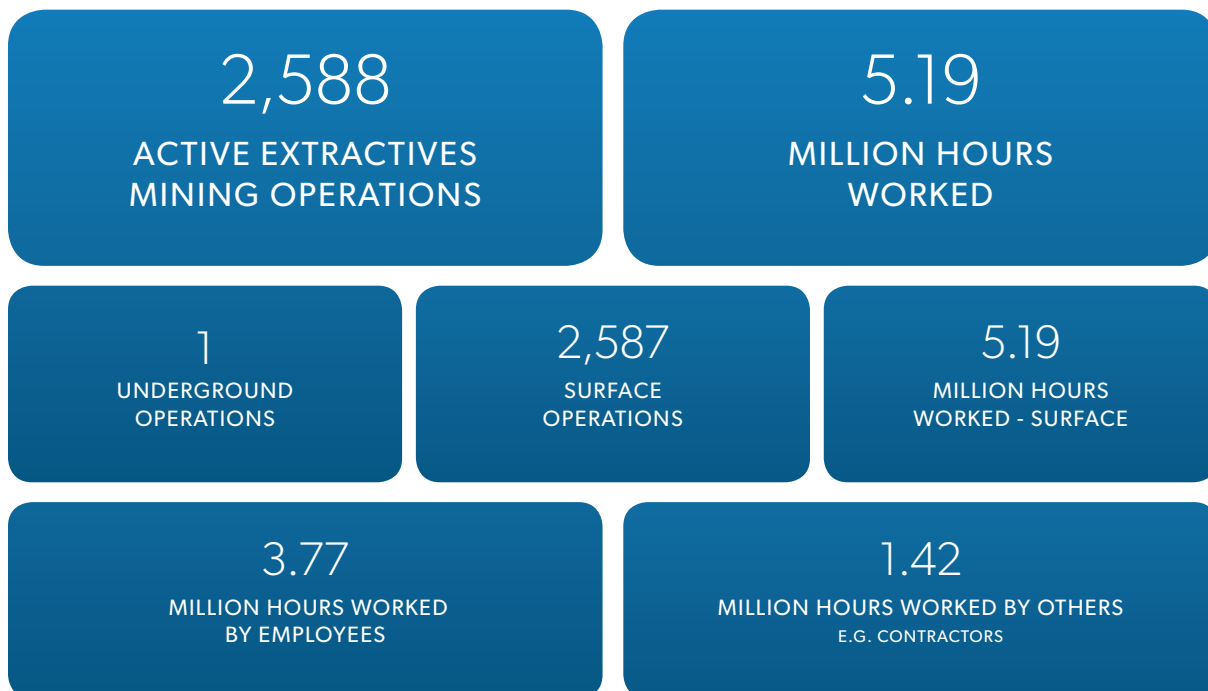 2,588
ACTIVE EXTRACTIVES
MINING OPERATIONS
5.19
MILLION HOURS
WORKED
1
UNDERGROUND
OPERATIONS
2,587
SURFACE
OPERATIONS
5.19
MILLION HOURS
WORKED - SURFACE
3.77
MILLION HOURS WORKED
BY EMPLOYEES
1.42
MILLION HOURS WORKED BY OTHERS
E.G. CONTRACTORS